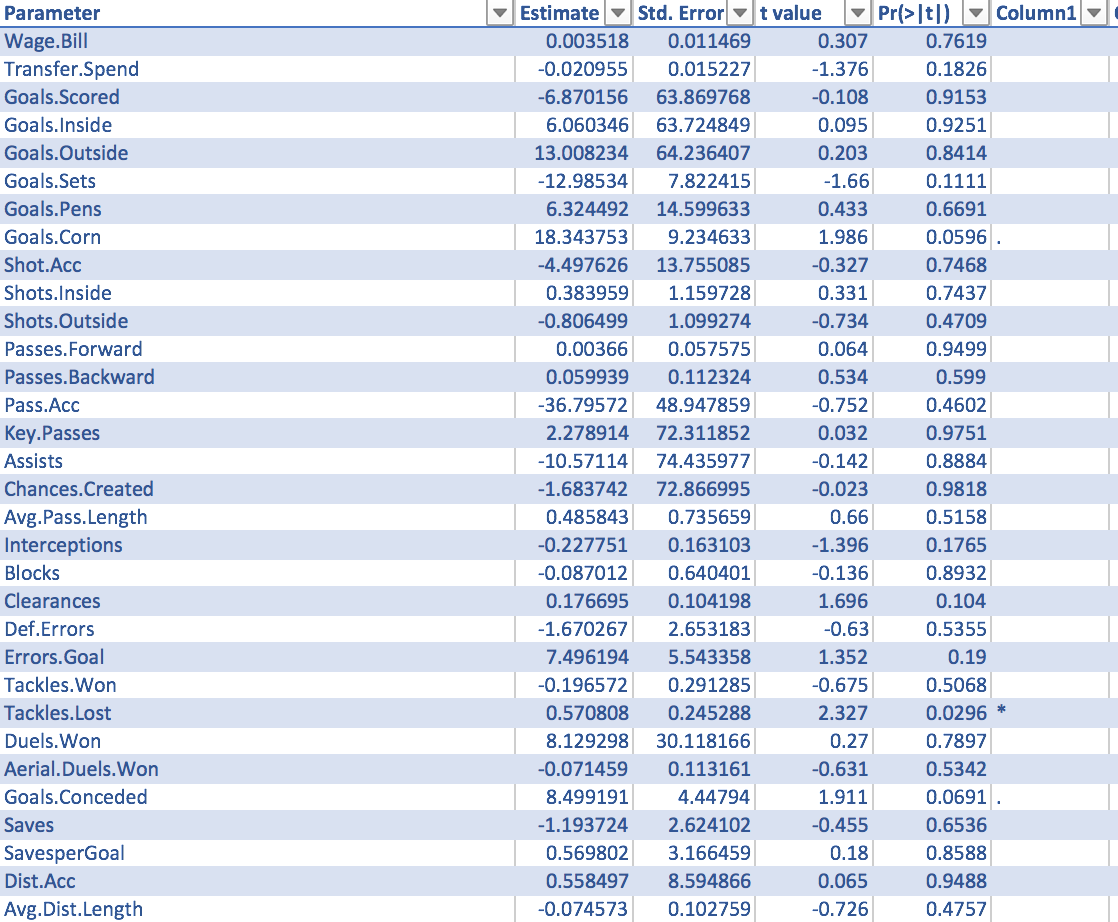 Parameter Estimate Std. Error t value Pr(>|t|) Column1
Wage.Bill 0.003518 0.011469 0.307 0.7619
Transfer.Spend -0.020955 0.015227 -1.376 0.1826
Goals.Scored -6.870156 63.869768 -0.108 0.9153
Goals.Inside 6.060346 63.724849 0.095 0.9251
Goals.Outside 13.008234 64.236407 0.203 0.8414
Goals.Sets -12.98534 7.822415 -1.66 0.1111
Goals.Pens 6.324492 14.599633 0.433 0.6691
Goals.Corn 18.343753 9.234633 1.986 0.0596 .
Shot.Acc -4.497626 13.755085 -0.327 0.7468
Shots.Inside 0.383959 1.159728 0.331 0.7437
Shots.Outside -0.806499 1.099274 -0.734 0.4709
Passes.Forward 0.00366 0.057575 0.064 0.9499
Passes.Backward 0.059939 0.112324 0.534 0.599
Pass.Acc -36.79572 48.947859 -0.752 0.4602
Key.Passes 2.278914 72.311852 0.032 0.9751
Assists -10.57114 74.435977 -0.142 0.8884
Chances.Created -1.683742 72.866995 -0.023 0.9818
Avg.Pass.Length 0.485843 0.735659 0.66 0.5158
Interceptions -0.227751 0.163103 -1.396 0.1765
Blocks -0.087012 0.640401 -0.136 0.8932
Clearances 0.176695 0.104198 1.696 0.104
Def.Errors -1.670267 2.653183 -0.63 0.5355
Errors.Goal 7.496194 5.543358 1.352 0.19
Tackles.Won -0.196572 0.291285 -0.675 0.5068
Tackles.Lost 0.570808 0.245288 2.327 0.0296 *
Duels.Won 8.129298 30.118166 0.27 0.7897
Aerial.Duels.Won -0.071459 0.113161 -0.631 0.5342
Goals.Conceded 8.499191 4.44794 1.911 0.0691 .
Saves -1.193724 2.624102 -0.455 0.6536
SavesperGoal 0.569802 3.166459 0.18 0.8588
Dist.Acc 0.558497 8.594866 0.065 0.9488
Avg.Dist.Length -0.074573 0.102759 -0.726 0.4757